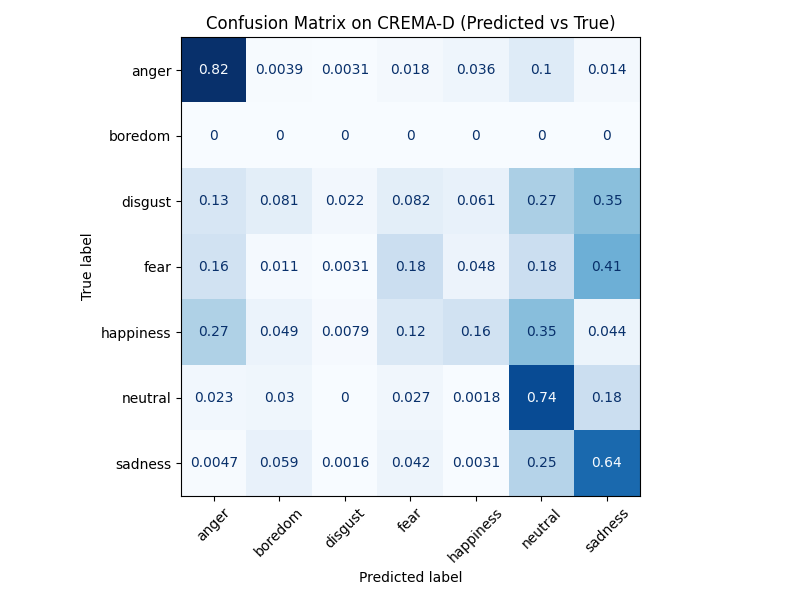 Confusion Matrix on CREMA-D (Predicted vs True)
anger 0.82 0.0039 0.0031 0.018 0.036 0.1 0.014
boredom 0 0 0 0 0 0 0
disgust 0.13 0.081 0.022 0.082 0.061 0.27 0.35
fear 0.16 0.011 0.0031 0.18 0.048 0.18 0.41
happiness 0.27 0.049 0.0079 0.12 0.16 0.35 0.044
neutral 0.023 0.03 0 0.027 0.0018 0.74 0.18
sadness 0.0047 0.059 0.0016 0.042 0.0031 0.25 0.64
True label
anger boredom disgust fear happiness neutral sadness
Predicted label